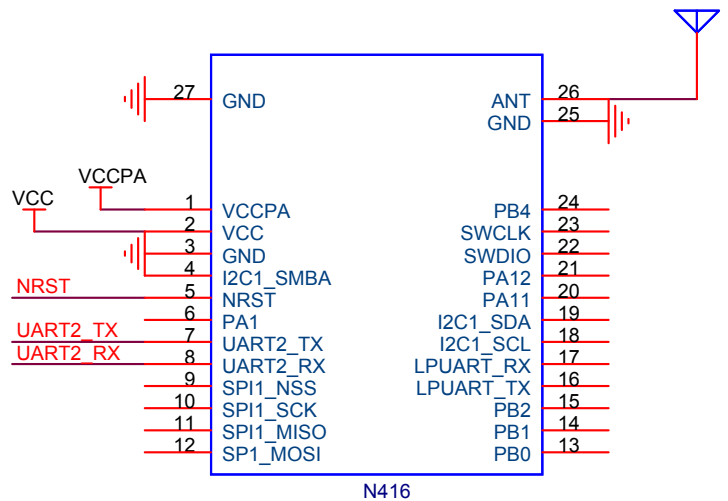 27 GND
ANT 26
GND 25
VCCPA
VCC
1 VCCPA
2 VCC
3 GND
4 I2C1_SMBA
NRST 5 NRST
6 PA1
UART2_TX 7 UART2_TX
UART2_RX 8 UART2_RX
9 SPI1_NSS
10 SPI1_SCK
11 SPI1_MISO
12 SP1_MOSI
PB4 24
SWCLK 23
SWDIO 22
PA12 21
PA11 20
I2C1_SDA 19
I2C1_SCL 18
LPUART_RX 17
LPUART_TX 16
PB2 15
PB1 14
PB0 13
N416